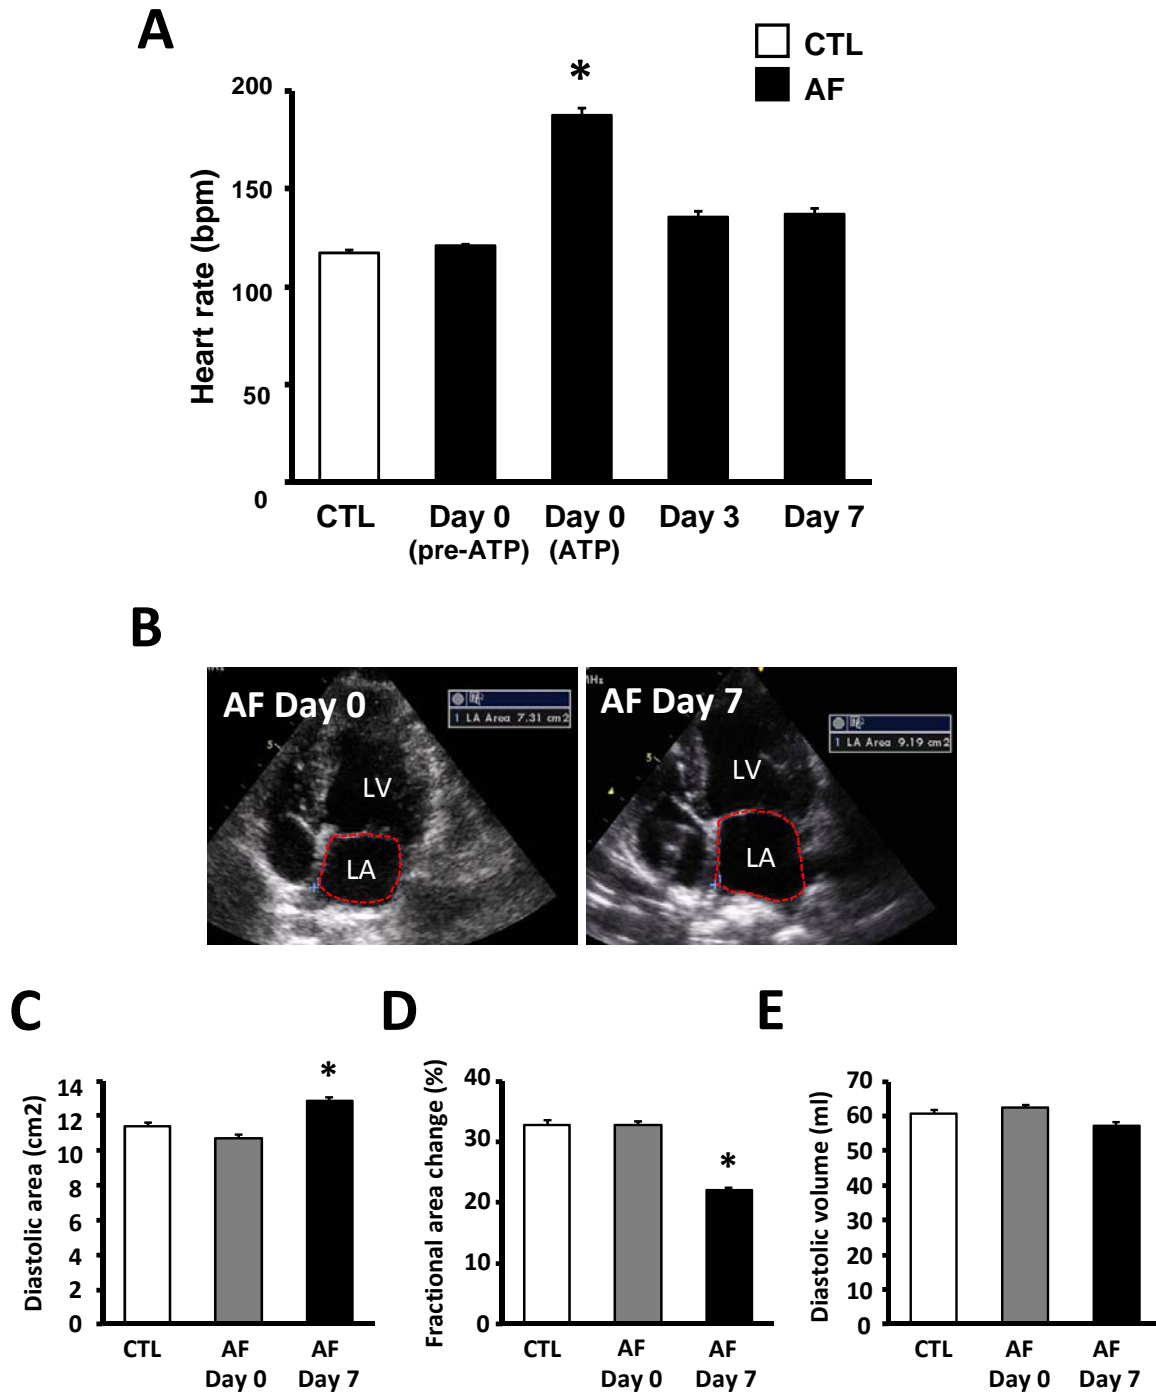 A
CTL
AF
*
200
150
100
50
0
Heart rate (bpm)
CTL
Day 0
(pre-ATP)
Day 0
(ATP)
Day 3
Day 7
B
AF Day 0
1 LA Area 7.31 cm2
5
LV
LA
MHz
AF Day 7
1 LA Area 9.19 cm2
5
LV
LA
C
*
14
12
10
8
6
4
2
0
Diastolic area (cm2)
CTL
AF
Day 0
AF
Day 7
D
40
30
20
10
0
Fractional area change (%)
*
CTL
AF
Day 0
AF
Day 7
E
70
60
50
40
30
20
10
0
Diastolic volume (ml)
CTL
AF
Day 0
AF
Day 7